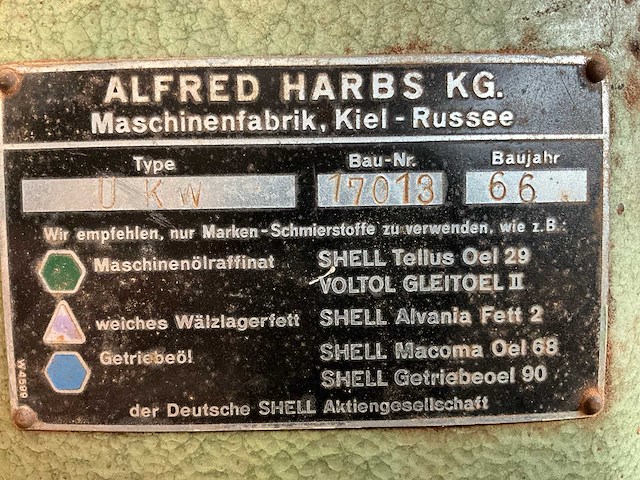 ALFRED HARBS KG.
Maschinenfabrik, Kiel - Russee
Type Bau-Nr. Baujahr
UKW 17013 66
Wir empfehlen, nur Marken-Schmierstoffe zu verwenden, wie z.B.:
Maschinenölraffinat SHELL Tellus Oel 29
VOLTOL GLEITOEL II
weiches Wälzlagerfett SHELL Alvania Fett 2
Getriebeöl SHELL Macoma Oel 68
SHELL Getriebeoel 90
der Deutsche SHELL Aktiengesellschaft
W4599